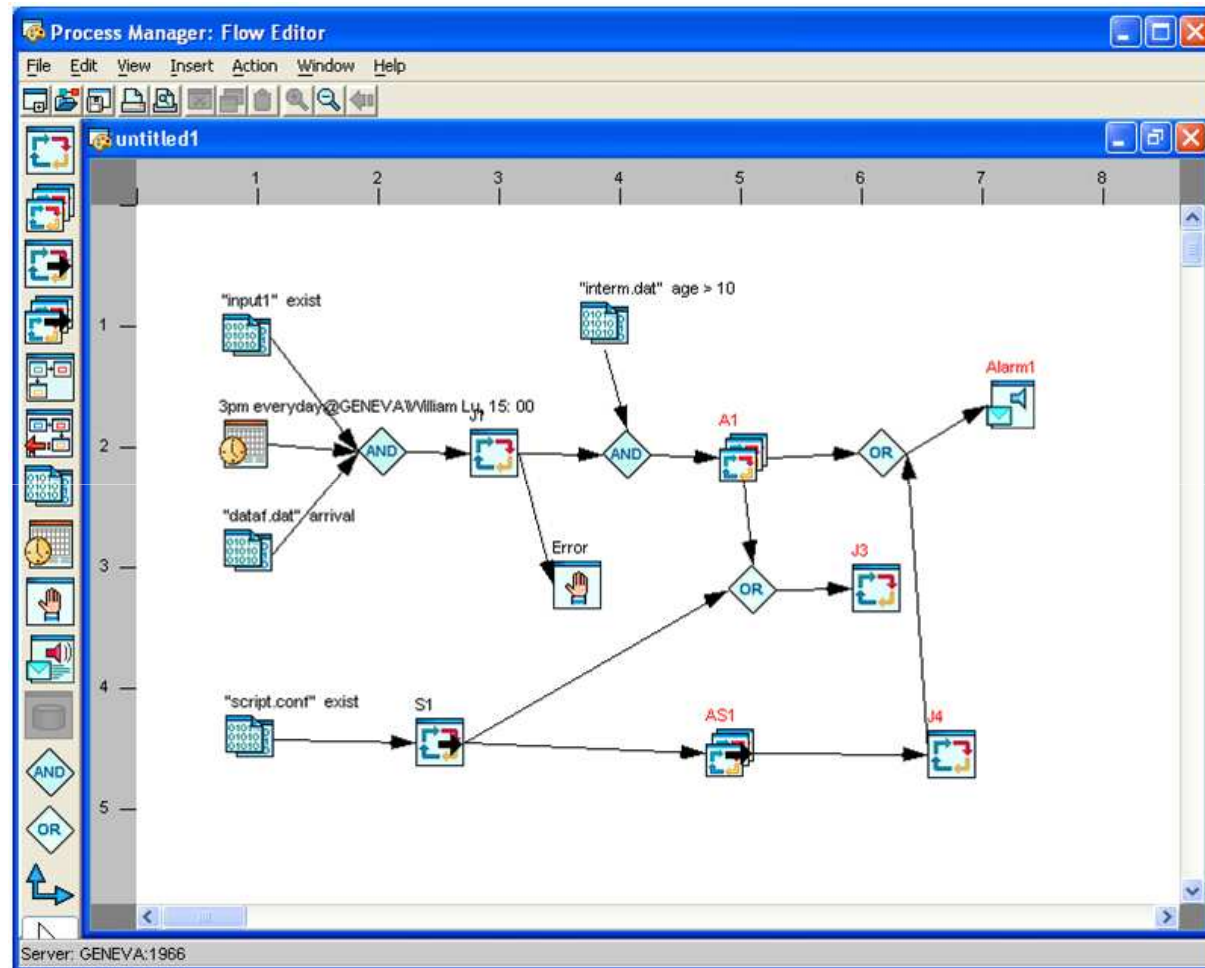 Process Manager: Flow Editor
File Edit View Insert Action Window Help
untitled1
1 2 3 4 5 6 7 8
1
2
3
4
5
"input1" exist
"interm.dat" age > 10
Alarm1
3pm everyday@GENEVA\William Lu, 15: 00
J1
A1
AND
AND
OR
"dataf.dat" arrival
Error
J3
OR
"script.conf" exist
S1
AS1
J4
AND
OR
Server: GENEVA:1966